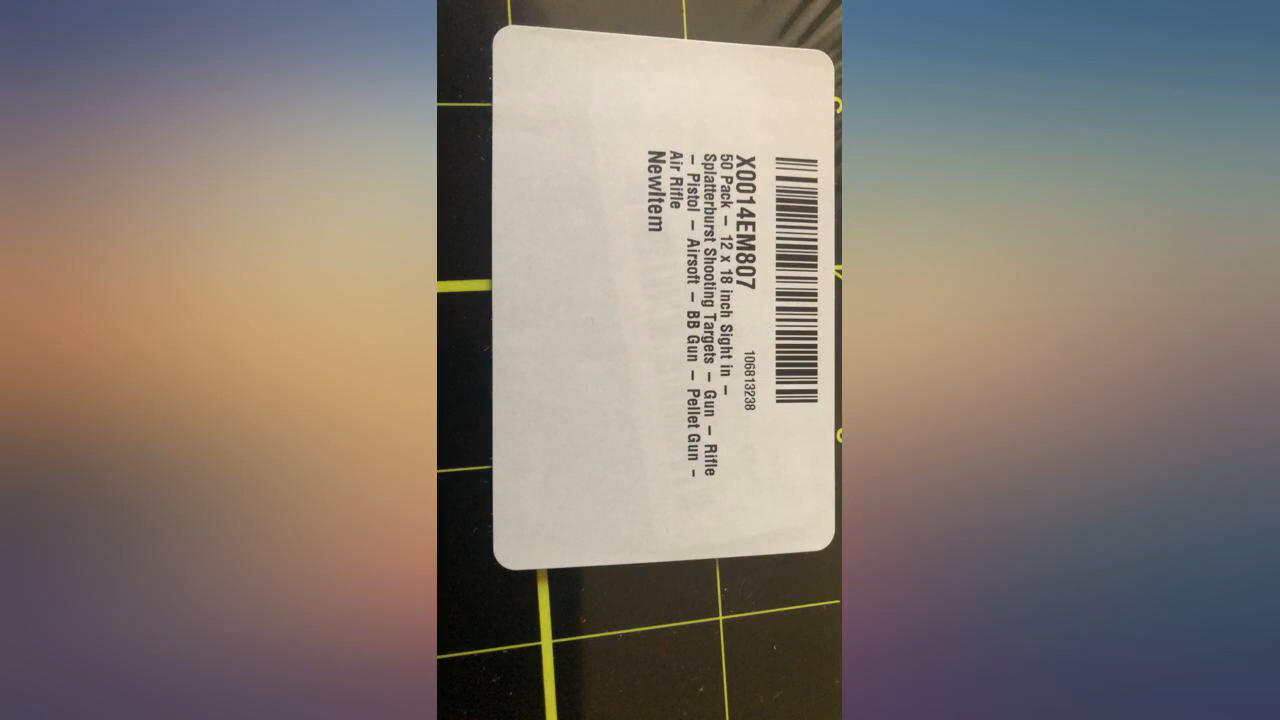 X0014EM807
106813238
50 Pack – 12 x 18 inch Sight in –
Splatterburst Shooting Targets – Gun – Rifle
– Pistol – Airsoft – BB Gun – Pellet Gun –
Air Rifle
NewItem